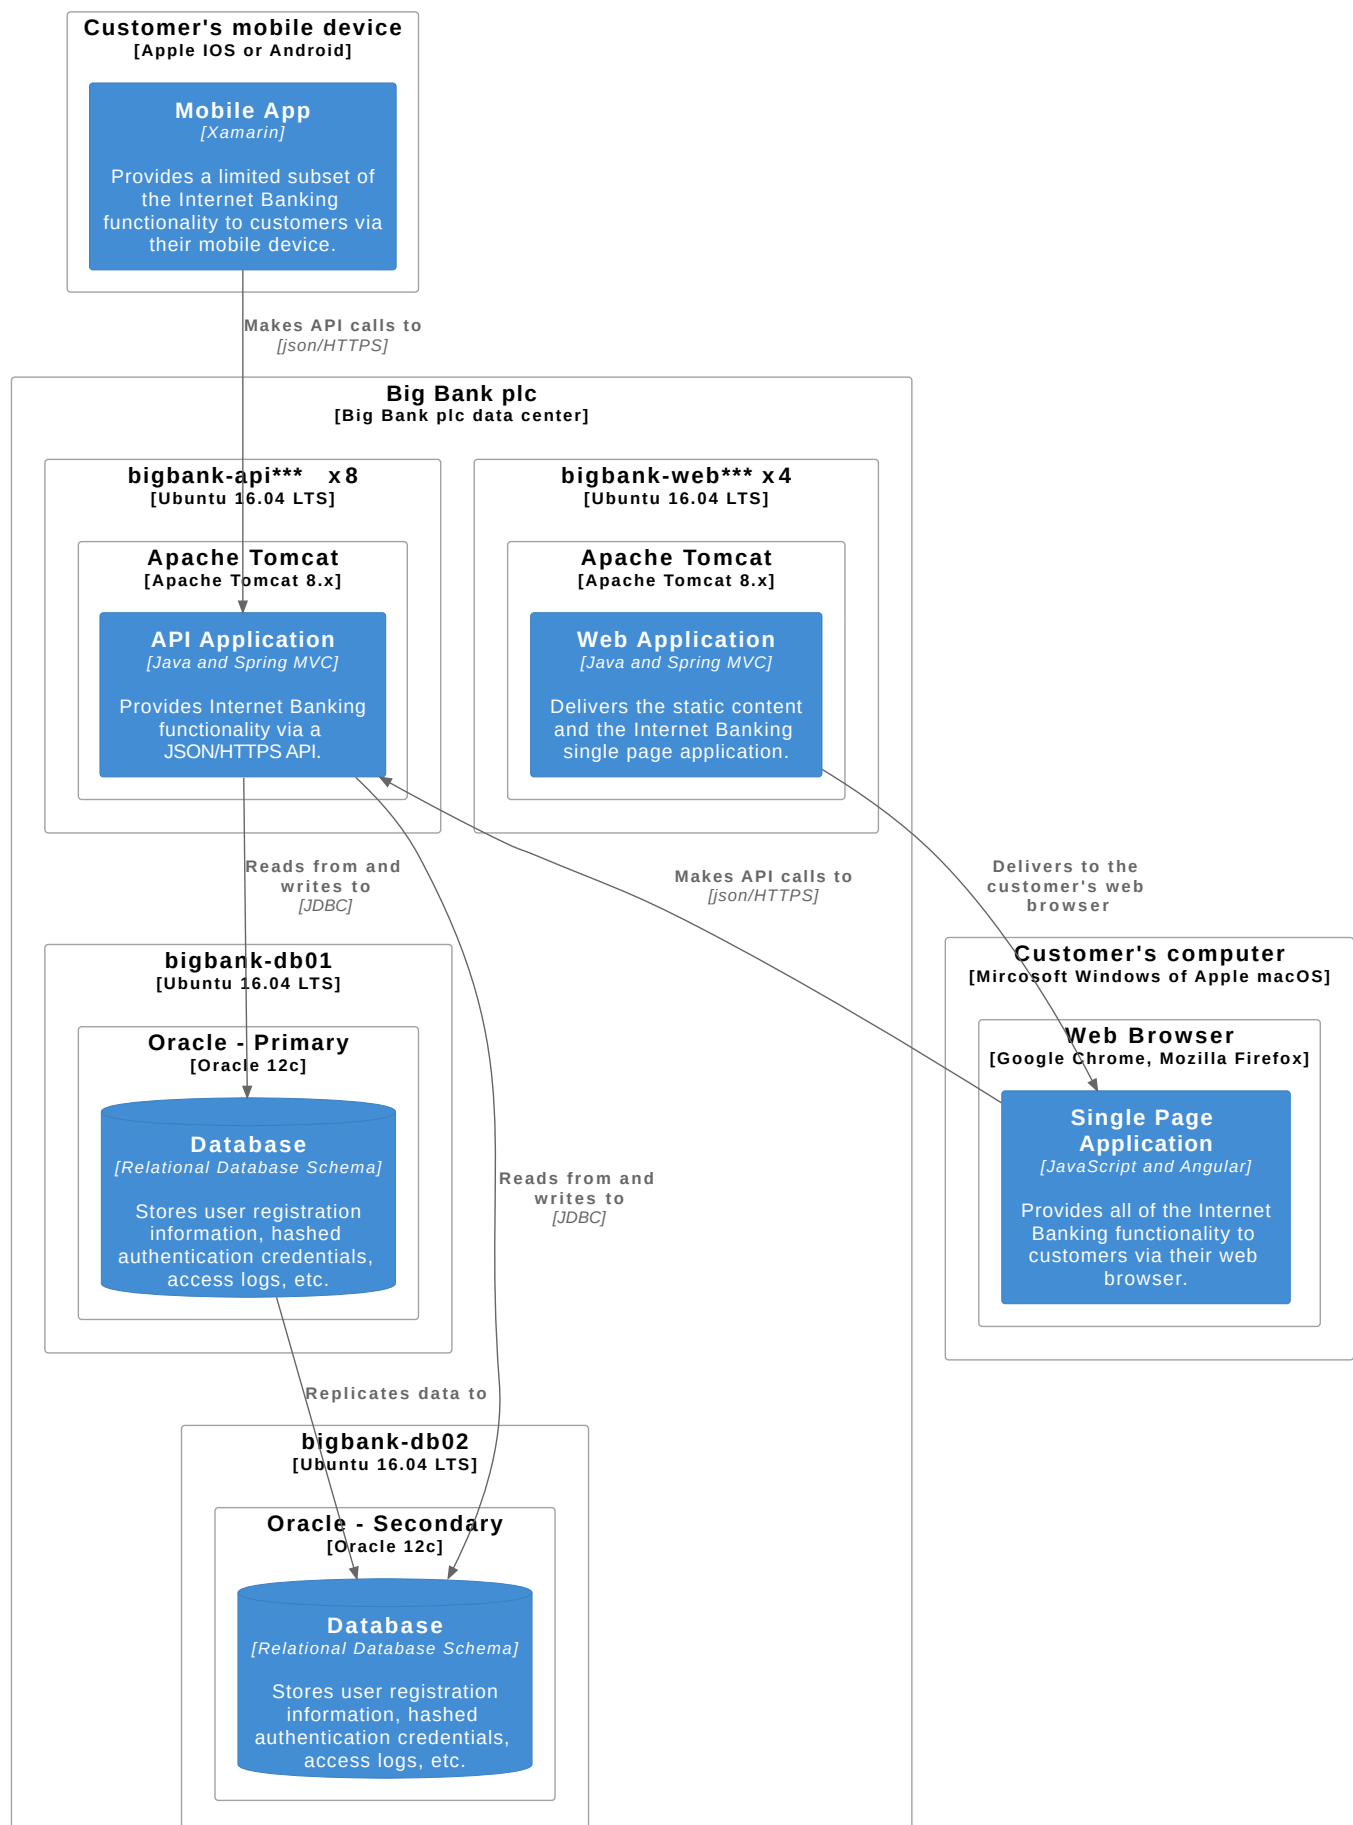 Customer's mobile device
[Apple IOS or Android]
Mobile App
[Xamarin]
Provides a limited subset of
the Internet Banking
functionality to customers via
their mobile device.
Makes API calls to
[json/HTTPS]
Big Bank plc
[Big Bank plc data center]
bigbank-api*** x8
[Ubuntu 16.04 LTS]
Apache Tomcat
[Apache Tomcat 8.x]
API Application
[Java and Spring MVC]
Provides Internet Banking
functionality via a
JSON/HTTPS API.
bigbank-web*** x4
[Ubuntu 16.04 LTS]
Apache Tomcat
[Apache Tomcat 8.x]
Web Application
[Java and Spring MVC]
Delivers the static content
and the Internet Banking
single page application.
Reads from and
writes to
[JDBC]
Makes API calls to
[json/HTTPS]
Delivers to the
customer's web
browser
bigbank-db01
[Ubuntu 16.04 LTS]
Oracle - Primary
[Oracle 12c]
Database
[Relational Database Schema]
Stores user registration
information, hashed
authentication credentials,
access logs, etc.
Reads from and
writes to
[JDBC]
Customer's computer
[Mircosoft Windows of Apple macOS]
Web Browser
[Google Chrome, Mozilla Firefox]
Single Page
Application
[JavaScript and Angular]
Provides all of the Internet
Banking functionality to
customers via their web
browser.
Replicates data to
bigbank-db02
[Ubuntu 16.04 LTS]
Oracle - Secondary
[Oracle 12c]
Database
[Relational Database Schema]
Stores user registration
information, hashed
authentication credentials,
access logs, etc.